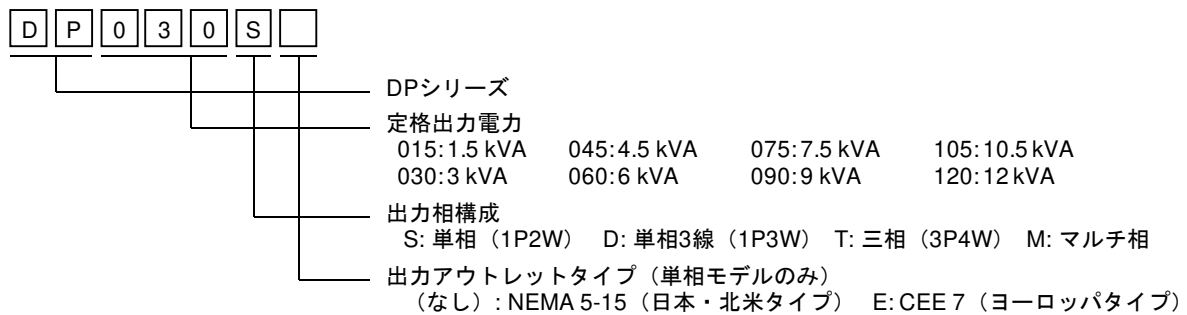 DP030S
DPシリーズ
定格出力電力
015:1.5 kVA 045:4.5 kVA 075:7.5 kVA 105:10.5 kVA
030:3 kVA 060:6 kVA 090:9 kVA 120:12 kVA
出力相構成
S: 単相（1P2W） D: 単相3線（1P3W） T: 三相（3P4W） M: マルチ相
出力アウトレットタイプ（単相モデルのみ）
（なし）: NEMA 5-15（日本・北米タイプ） E: CEE 7（ヨーロッパタイプ）